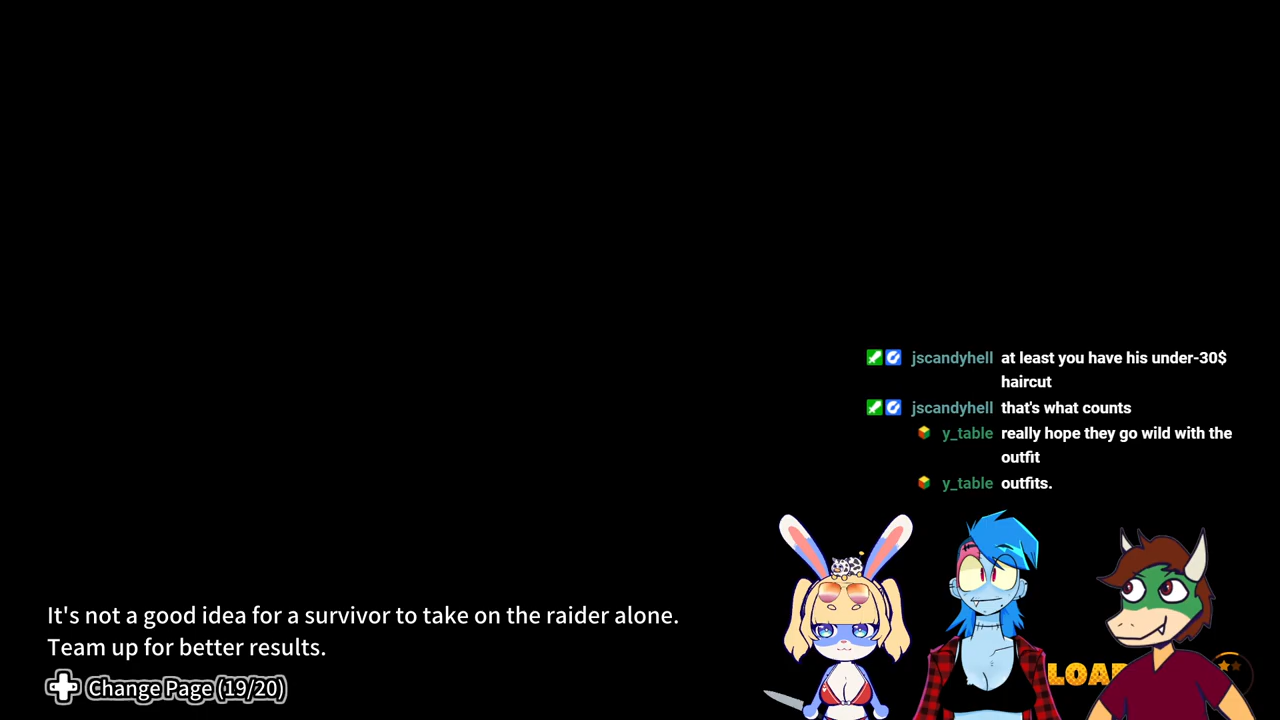 jscandyhell at least you have his under-30$
haircut
jscandyhell that's what counts
y_table really hope they go wild with the
outfit
y_table outfits.
It's not a good idea for a survivor to take on the raider alone.
Team up for better results.
Change Page (19/20)